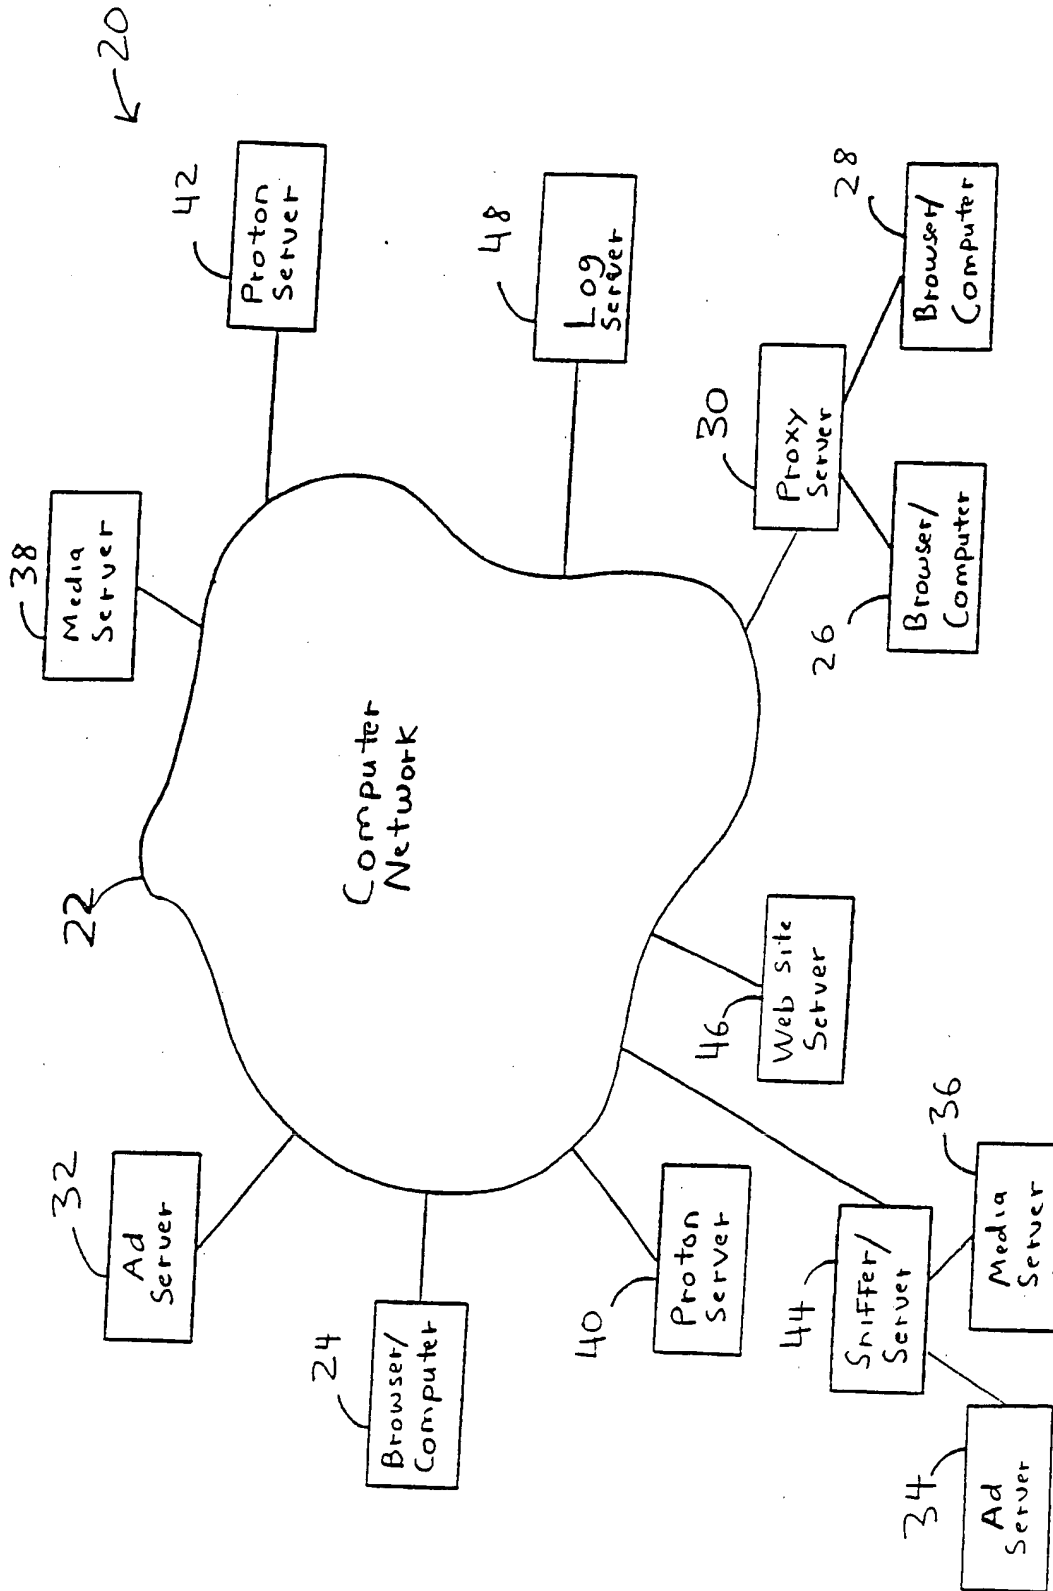 20
22
38
Media
Server
42
Proton
Server
32
Ad
Server
24
Browser/
Computer
Computer
Network
48
Log
Server
40
Proton
Server
46
Web site
Server
30
Proxy
Server
28
Browser/
Computer
26
Browser/
Computer
44
Sniffer/
Server
36
Media
Server
34
Ad
Server